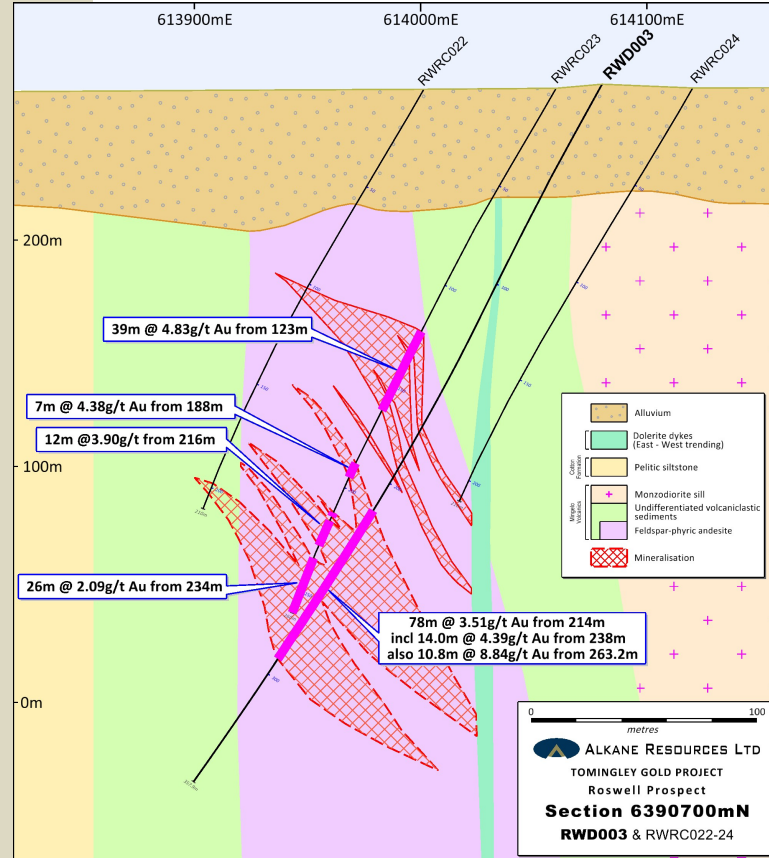 613900mE
614000mE
614100mE
RWRC022
RWRC023
RWD003
RWRC024
200m
100m
0m
39m @ 4.83g/t Au from 123m
7m @ 4.38g/t Au from 188m
12m @3.90g/t from 216m
26m @ 2.09g/t Au from 234m
78m @ 3.51g/t Au from 214m
incl 14.0m @ 4.39g/t Au from 238m
also 10.8m @ 8.84g/t Au from 263.2m
Alluvium
Dolerite dykes
(East - West trending)
Cotton
Formation
Pelitic siltstone
Mingelo
Volcanics
Monzodiorite sill
Undifferentiated volcaniclastic
sediments
Feldspar-phyric andesite
Mineralisation
0
100
metres
ALKANE RESOURCES LTD
TOMINGLEY GOLD PROJECT
Roswell Prospect
Section 6390700mN
RWD003 & RWRC022-24